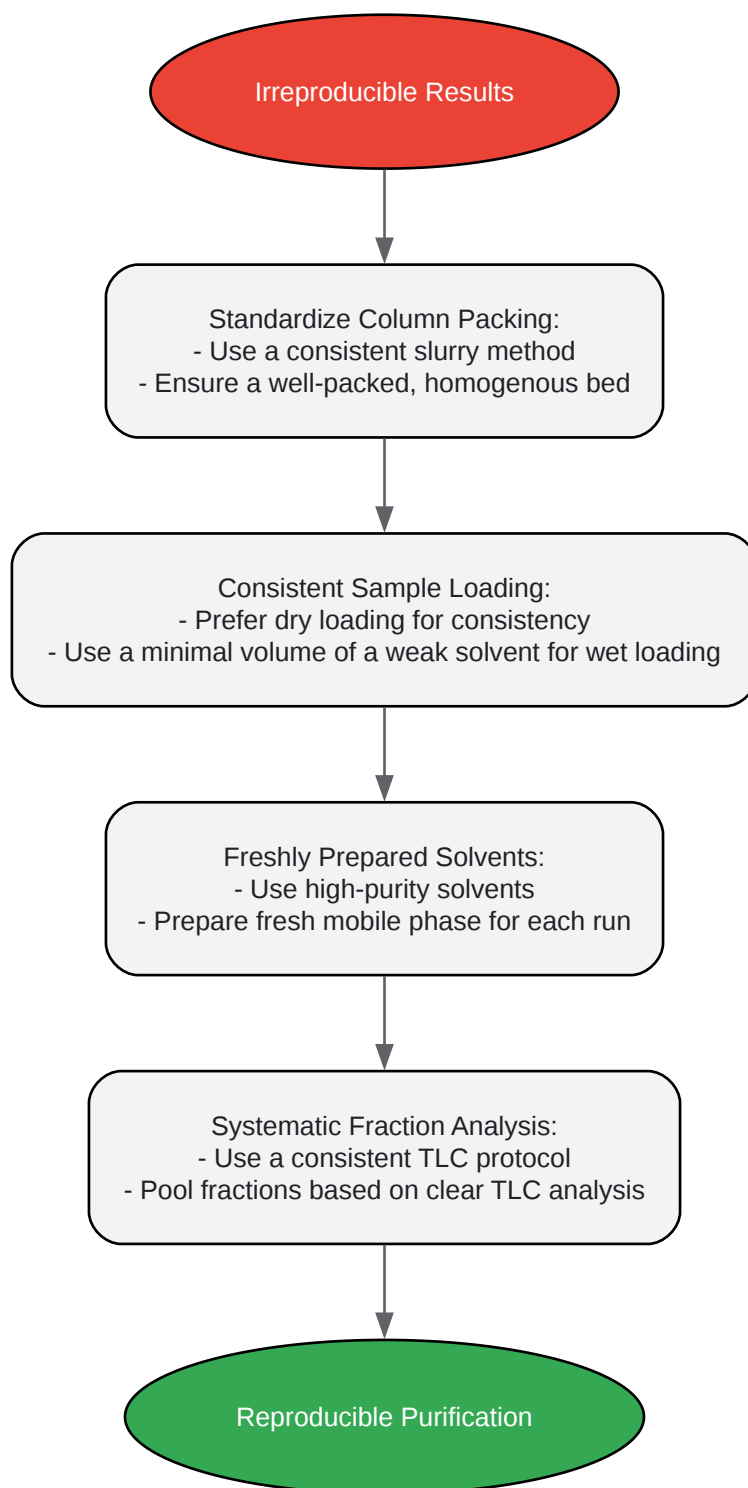 Irreproducible Results
Standardize Column Packing:
- Use a consistent slurry method
- Ensure a well-packed, homogenous bed
Consistent Sample Loading:
- Prefer dry loading for consistency
- Use a minimal volume of a weak solvent for wet loading
Freshly Prepared Solvents:
- Use high-purity solvents
- Prepare fresh mobile phase for each run
Systematic Fraction Analysis:
- Use a consistent TLC protocol
- Pool fractions based on clear TLC analysis
Reproducible Purification